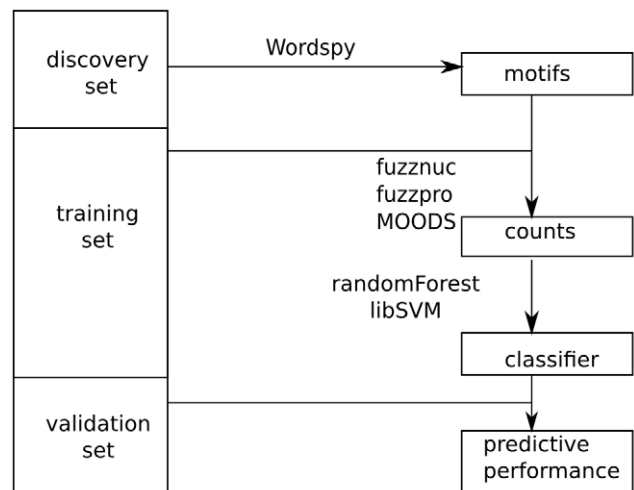 discovery
set
Wordspy
motifs
training
set
fuzznuc
fuzzpro
MOODS
counts
randomForest
libSVM
classifier
validation
set
predictive
performance